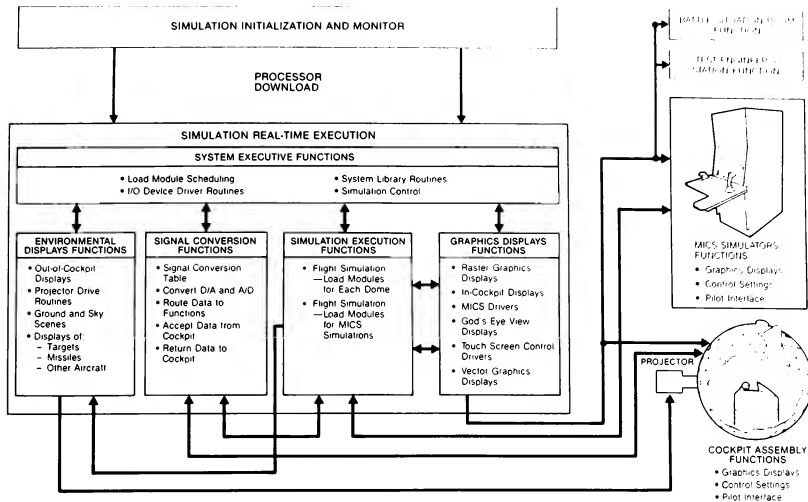 SIMULATION INITIALIZATION AND MONITOR
PROCESSOR
DOWNLOAD
SIMULATION REAL-TIME EXECUTION
SYSTEM EXECUTIVE FUNCTIONS
• Load Module Scheduling
• I/O Device Driver Routines
• System Library Routines
• Simulation Control
ENVIRONMENTAL
DISPLAYS FUNCTIONS
• Out-of-Cockpit
Displays
• Projector Drive
Routines
• Ground and Sky
Scenes
• Displays of:
– Targets
– Missiles
– Other Aircraft
SIGNAL CONVERSION
FUNCTIONS
• Signal Conversion
Table
• Convert D/A and A/D
• Route Data to
Functions
• Accept Data from
Cockpit
• Return Data to
Cockpit
SIMULATION EXECUTION
FUNCTIONS
• Flight Simulation
—Load Modules
for Each Dome
• Flight Simulation
—Load Modules
for MICS
Simulations
GRAPHICS DISPLAYS
FUNCTIONS
• Raster Graphics
Displays
• In-Cockpit Displays
• MICS Drivers
• God's Eye View
Displays
• Touch Screen Control
Drivers
• Vector Graphics
Displays
FUNCTION
TEST ENGINEER'S
STATION FUNCTION
MICS SIMULATORS
FUNCTIONS
• Graphics Displays
• Control Settings
• Pilot Interface
PROJECTOR
COCKPIT ASSEMBLY
FUNCTIONS
• Graphics Displays
• Control Settings
• Pilot Interface